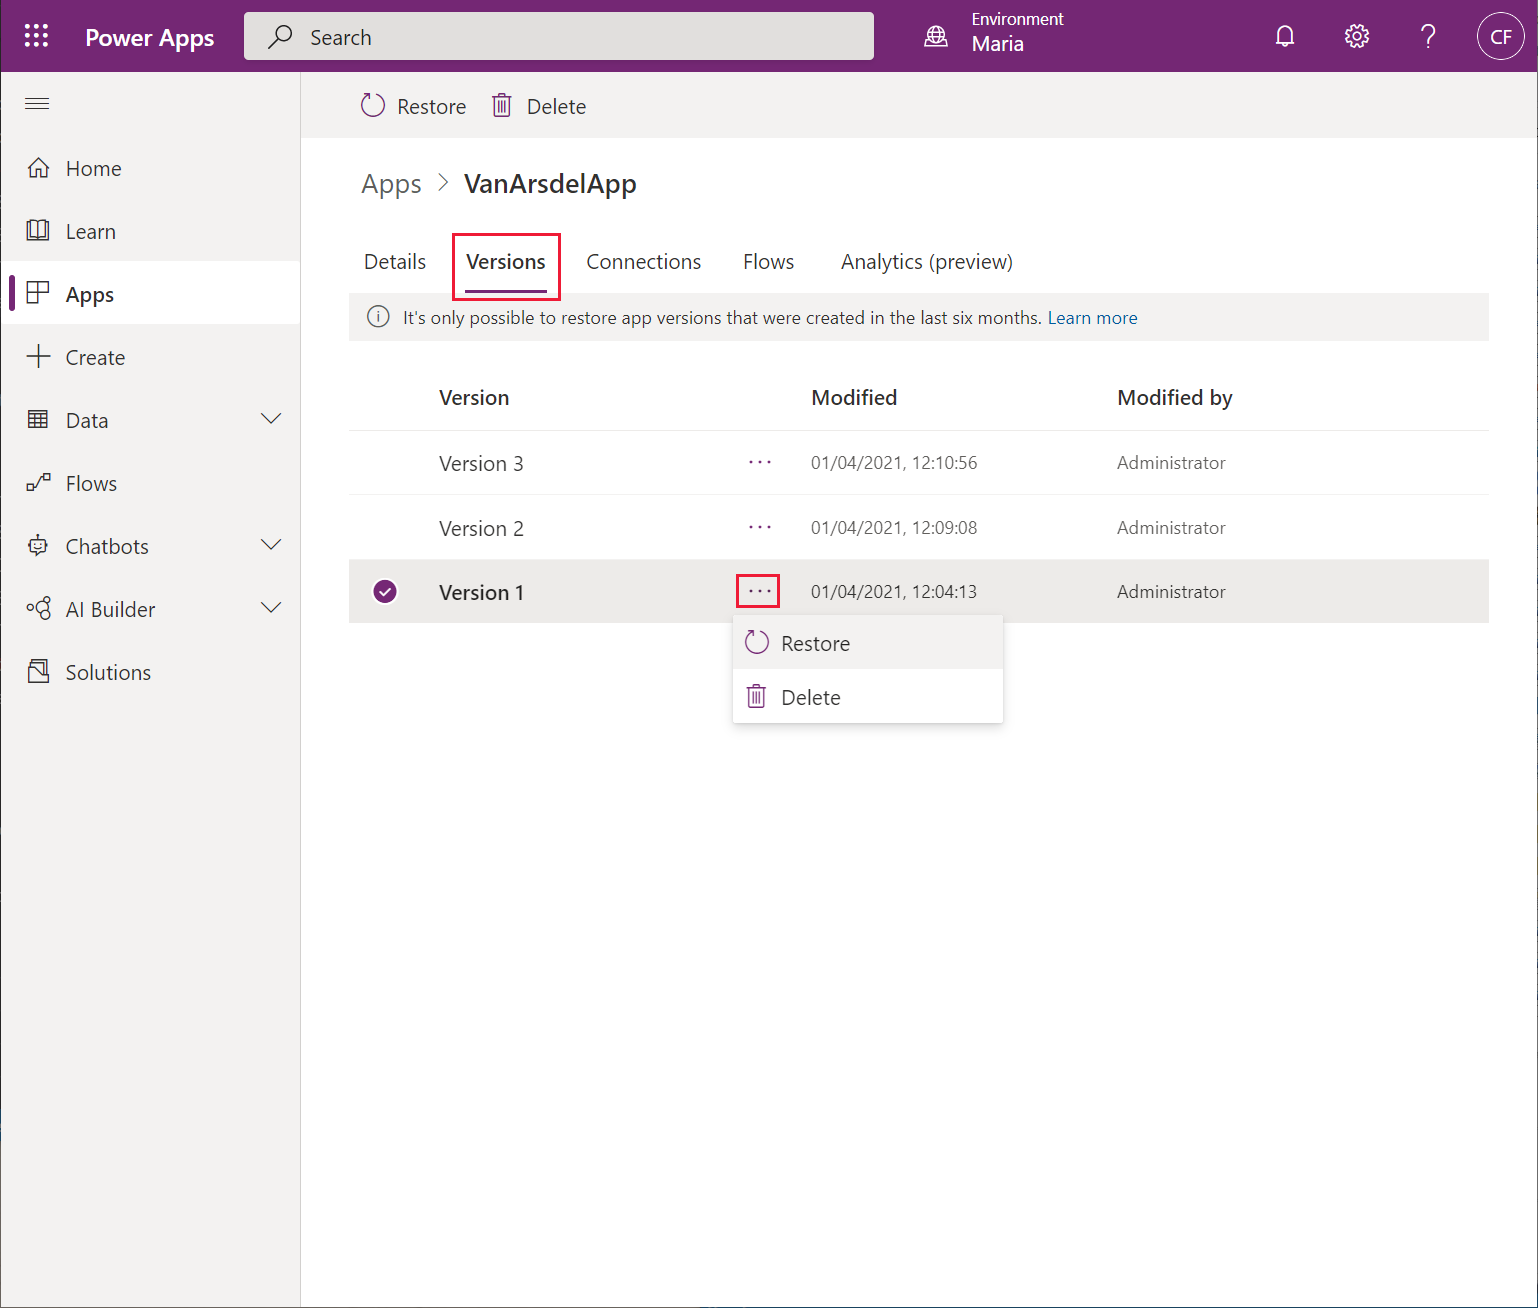 Power Apps
Search
Environment
Maria
CF
Restore
Delete
Home
Learn
Apps
Create
Data
Flows
Chatbots
AI Builder
Solutions
Apps > VanArsdelApp
Details
Versions
Connections
Flows
Analytics (preview)
It's only possible to restore app versions that were created in the last six months. Learn more
Version Modified Modified by
Version 3 ··· 01/04/2021, 12:10:56 Administrator
Version 2 ··· 01/04/2021, 12:09:08 Administrator
Version 1 ··· 01/04/2021, 12:04:13 Administrator
Restore
Delete